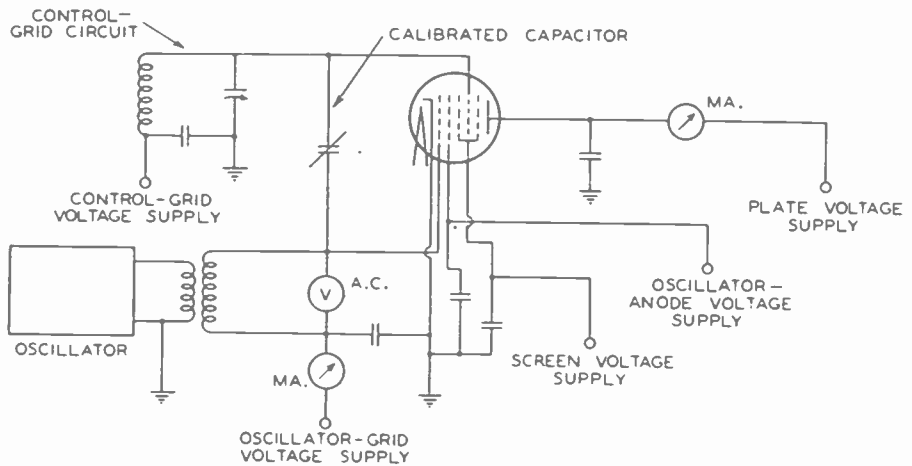 CONTROL-
GRID CIRCUIT
CALIBRATED CAPACITOR
MA.
CONTROL-GRID
VOLTAGE SUPPLY
PLATE VOLTAGE
SUPPLY
V
A.C.
OSCILLATOR-
ANODE VOLTAGE
SUPPLY
OSCILLATOR
SCREEN VOLTAGE
SUPPLY
MA.
OSCILLATOR-GRID
VOLTAGE SUPPLY